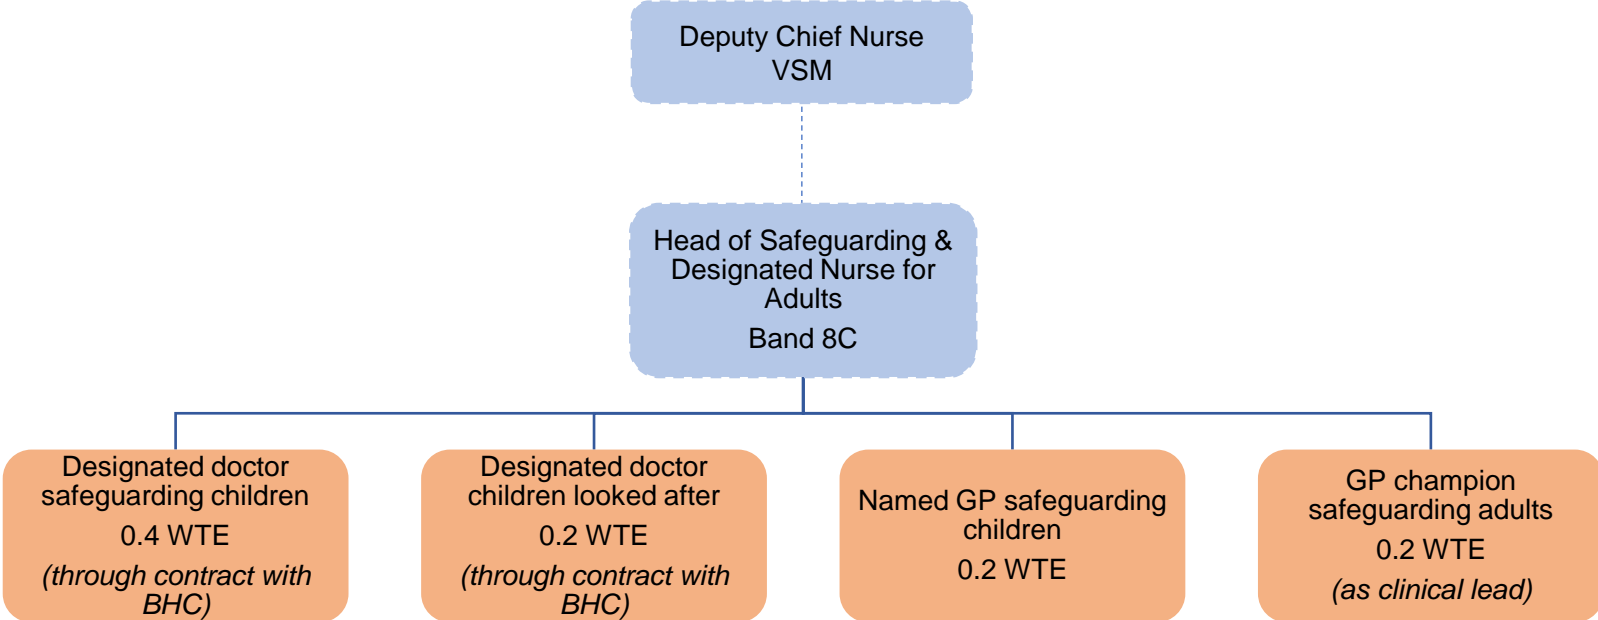 Deputy Chief Nurse
VSM
Head of Safeguarding &
Designated Nurse for
Adults
Band 8C
Designated doctor
safeguarding children
0.4 WTE
(through contract with
BHC)
Designated doctor
children looked after
0.2 WTE
(through contract with
BHC)
Named GP safeguarding
children
0.2 WTE
GP champion
safeguarding adults
0.2 WTE
(as clinical lead)